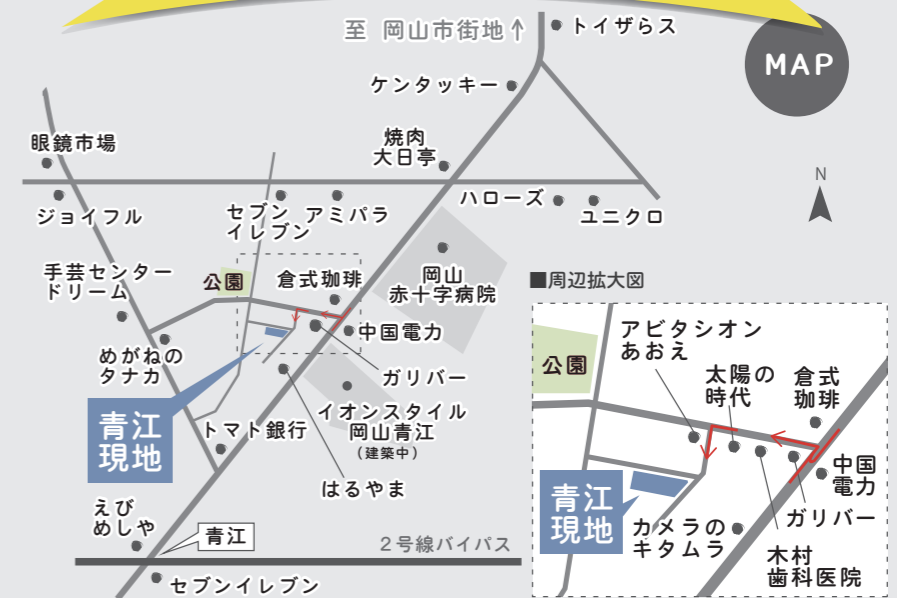 至 岡山市街地↑
トイザらス
MAP
ケンタッキー
眼鏡市場
焼肉
大日亭
N
ジョイフル
セブン
イレブン
アミパラ
ハローズ
ユニクロ
手芸センター
ドリーム
公園
倉式珈琲
岡山
赤十字病院
中国電力
めがねの
タナカ
ガリバー
青江
現地
トマト銀行
イオンスタイル
岡山青江
(建築中)
はるやま
えび
めしや
青江
2号線バイパス
セブンイレブン
■周辺拡大図
アビタシオン
あおえ
公園
太陽の
時代
倉式
珈琲
中国
電力
青江
現地
カメラの
キタムラ
ガリバー
木村
歯科医院